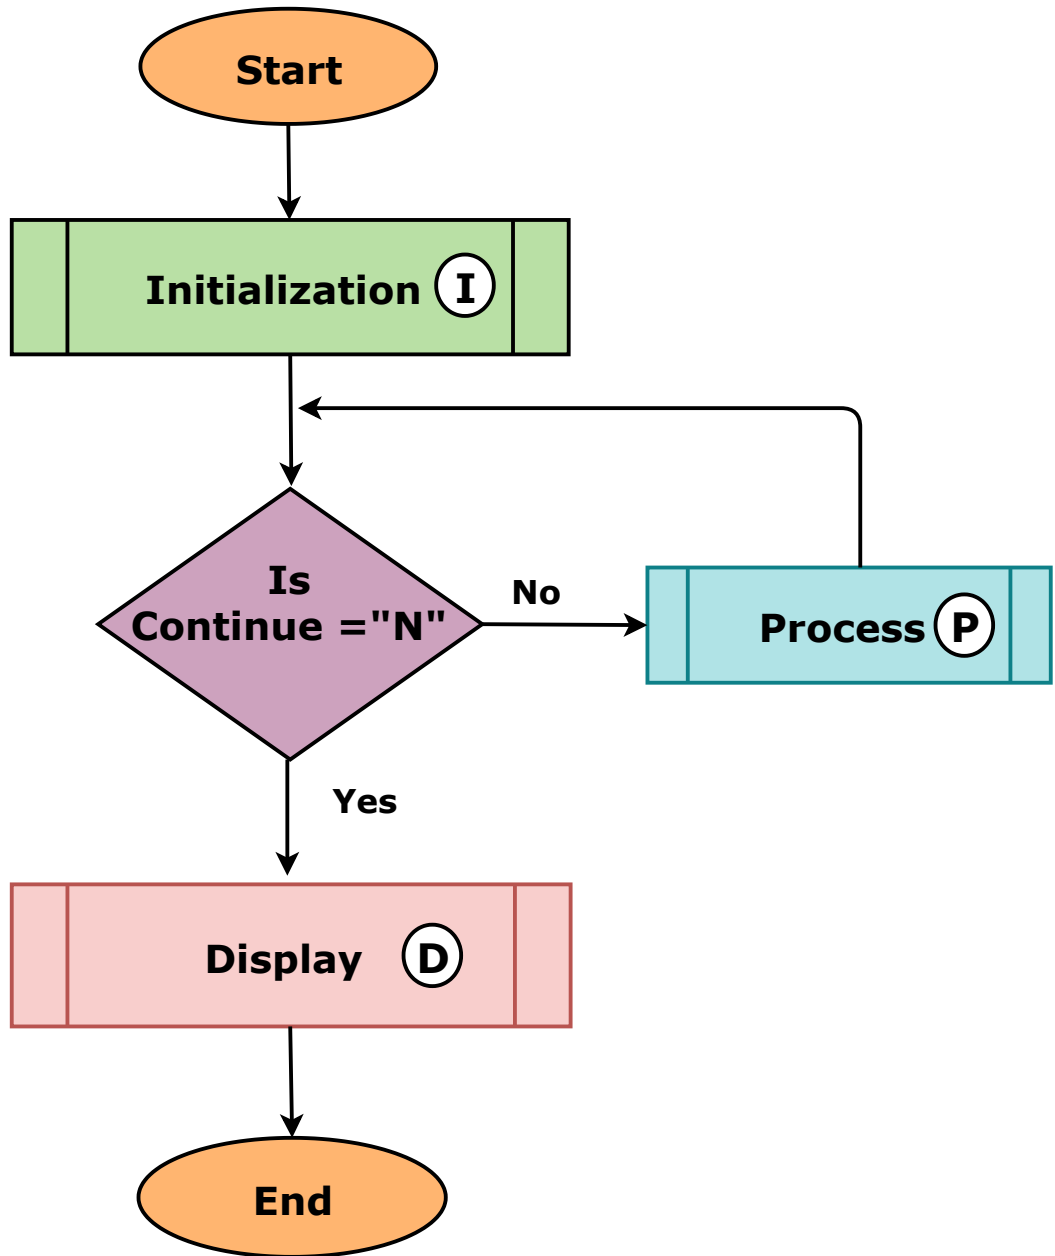 Start
Initialization I
Is
Continue ="N"
No
Process P
Yes
Display D
End